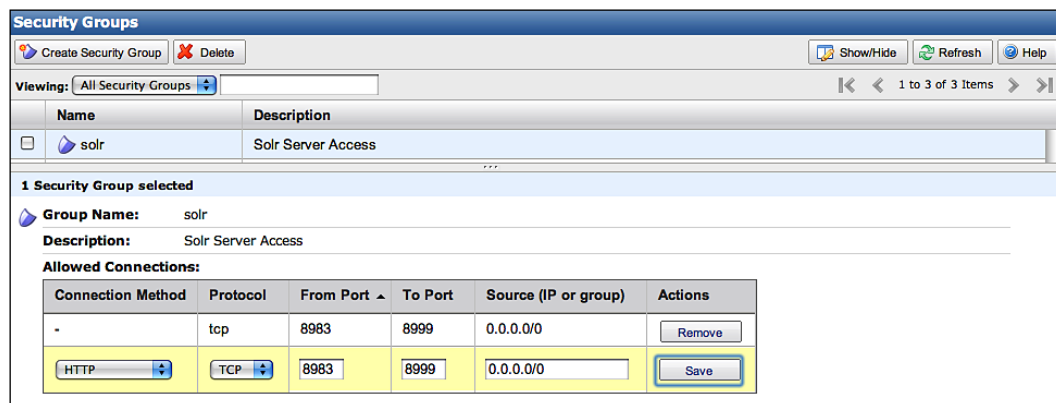 Security Groups
Create Security Group Delete Show/Hide Refresh Help
Viewing: All Security Groups 1 to 3 of 3 Items
Name Description
solr Solr Server Access
1 Security Group selected
Group Name: solr
Description: Solr Server Access
Allowed Connections:
Connection Method Protocol From Port To Port Source (IP or group) Actions
- tcp 8983 8999 0.0.0.0/0 Remove
HTTP TCP 8983 8999 0.0.0.0/0 Save